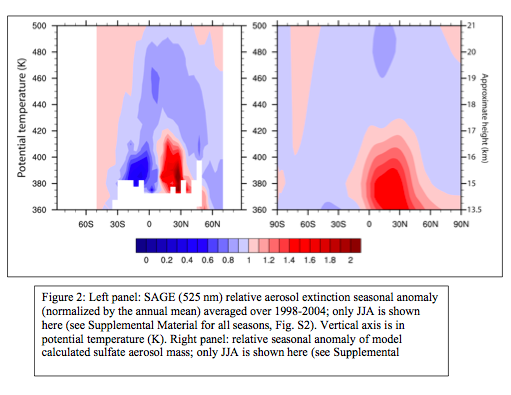 500
480
460
440
420
400
380
360
Potential temperature (K)
60S 30S 0 30N 60N
500
480
460
440
420
400
380
360
90S 60S 30S 0 30N 60N 90N
21
20
19
18
17
16
15
13.5
Approximate height (km)
0 0.2 0.4 0.6 0.8 1 1.2 1.4 1.6 1.8 2
Figure 2: Left panel: SAGE (525 nm) relative aerosol extinction seasonal anomaly
(normalized by the annual mean) averaged over 1998-2004; only JJA is shown
here (see Supplemental Material for all seasons, Fig. S2). Vertical axis is in
potential temperature (K). Right panel: relative seasonal anomaly of model
calculated sulfate aerosol mass; only JJA is shown here (see Supplemental